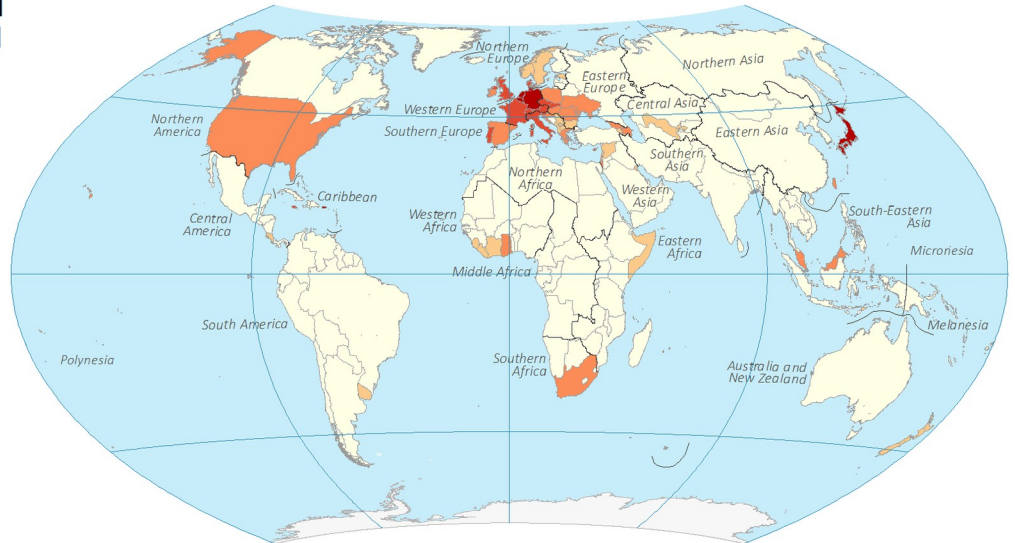 Northern
Europe
Northern Asia
Eastern
Europe
Central Asia
Western Europe
Northern
America
Southern Europe
Eastern Asia
Southern
Asia
Northern
Africa
Western
Asia
Caribbean
Central
America
Western
Africa
South-Eastern
Asia
Eastern
Africa
Micronesia
Middle Africa
South America
Melanesia
Polynesia
Southern
Africa
Australia and
New Zealand